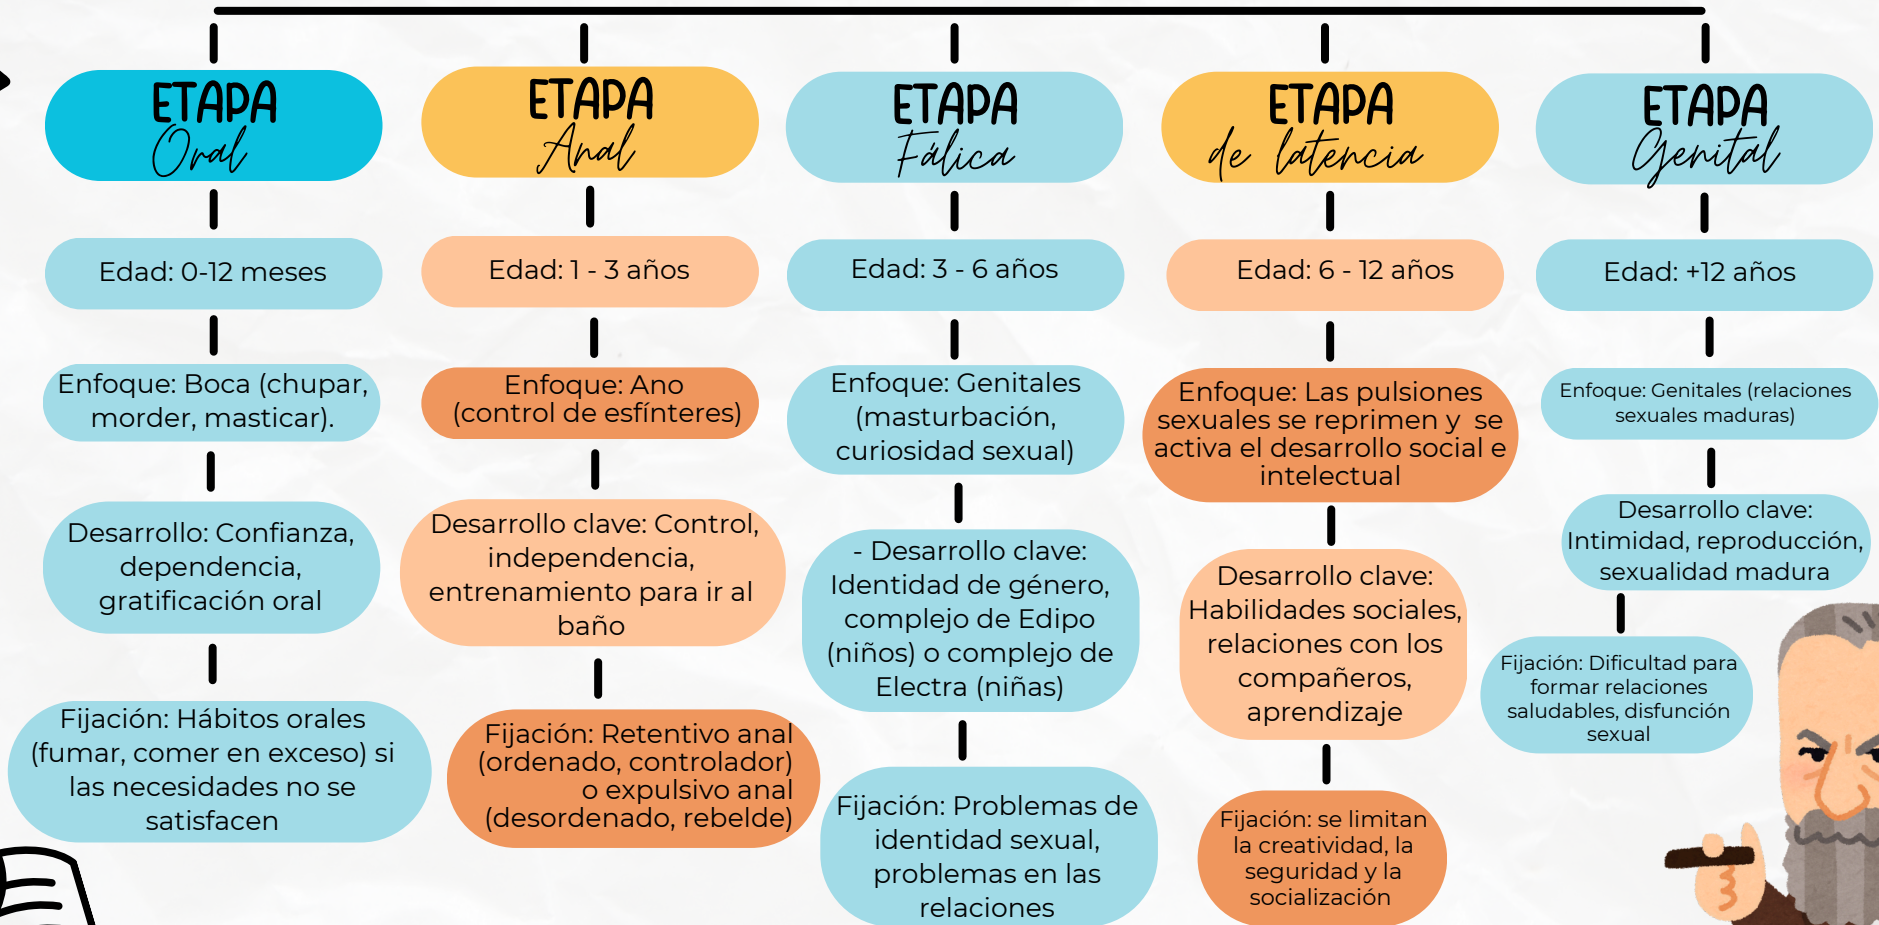 ETAPA
Oral
Edad: 0-12 meses
Enfoque: Boca (chupar,
morder, masticar).
Desarrollo: Confianza,
dependencia,
gratificación oral
Fijación: Hábitos orales
(fumar, comer en exceso) si
las necesidades no se
satisfacen
ETAPA
Anal
Edad: 1 - 3 años
Enfoque: Ano
(control de esfínteres)
Desarrollo clave: Control,
independencia,
entrenamiento para ir al
baño
Fijación: Retentivo anal
(ordenado, controlador)
o expulsivo anal
(desordenado, rebelde)
ETAPA
Fálica
Edad: 3 - 6 años
Enfoque: Genitales
(masturbación,
curiosidad sexual)
- Desarrollo clave:
Identidad de género,
complejo de Edipo
(niños) o complejo de
Electra (niñas)
Fijación: Problemas de
identidad sexual,
problemas en las
relaciones
ETAPA
de latencia
Edad: 6 - 12 años
Enfoque: Las pulsiones
sexuales se reprimen y se
activa el desarrollo social e
intelectual
Desarrollo clave:
Habilidades sociales,
relaciones con los
compañeros,
aprendizaje
Fijación: se limitan
la creatividad, la
seguridad y la
socialización
ETAPA
Genital
Edad: +12 años
Enfoque: Genitales (relaciones
sexuales maduras)
Desarrollo clave:
Intimidad, reproducción,
sexualidad madura
Fijación: Dificultad para
formar relaciones
saludables, disfunción
sexual